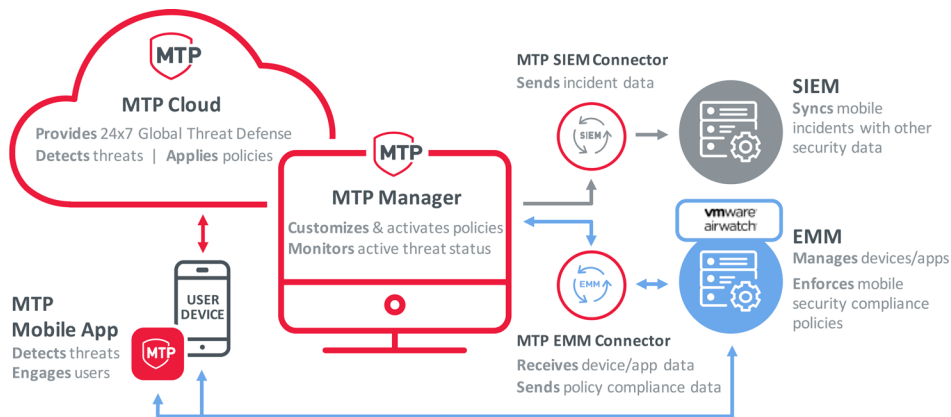 MTP
MTP Cloud
Provides 24x7 Global Threat Defense
Detects threats | Applies policies
MTP
MTP Manager
Customizes & activates policies
Monitors active threat status
MTP SIEM Connector
Sends incident data
SIEM
SIEM
Syncs mobile
incidents with other
security data
vmware
airwatch
EMM
Manages devices/apps
Enforces mobile
security compliance
policies
EMM
MTP EMM Connector
Receives device/app data
Sends policy compliance data
USER
DEVICE
MTP
Mobile App
Detects threats
Engages users
MTP